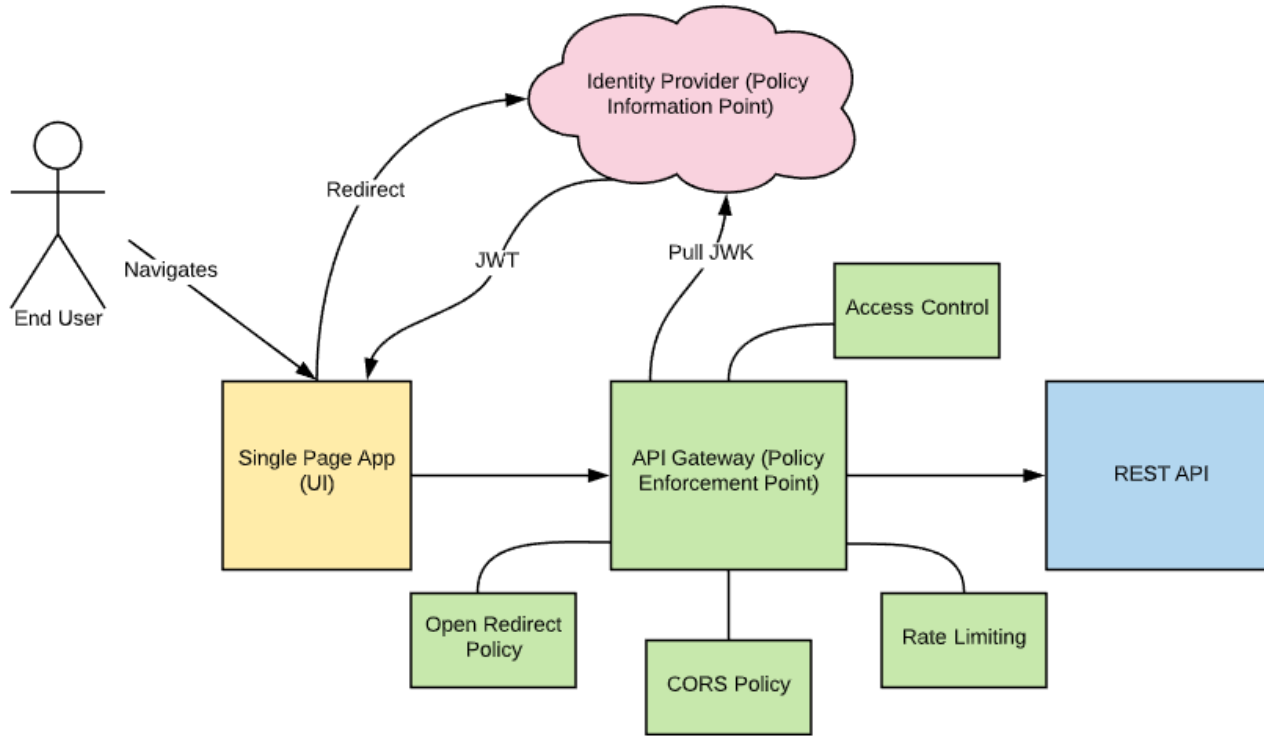 Identity Provider (Policy
Information Point)
Redirect
JWT
Pull JWK
Navigates
End User
Access Control
Single Page App
(UI)
API Gateway (Policy
Enforcement Point)
REST API
Open Redirect
Policy
CORS Policy
Rate Limiting